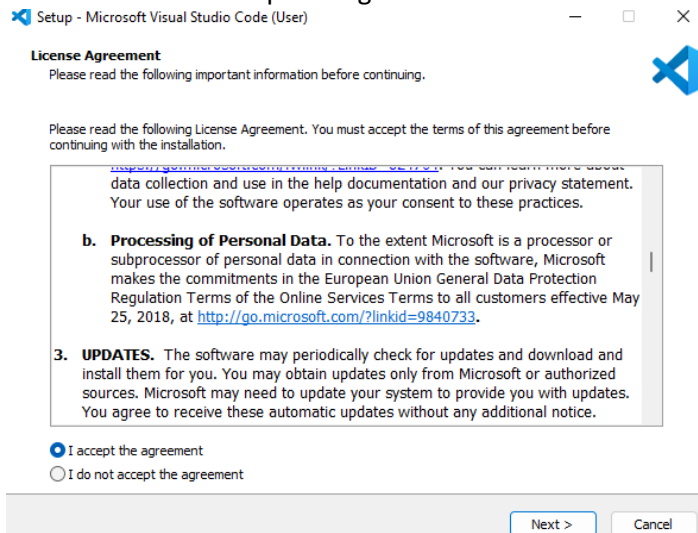 Setup - Microsoft Visual Studio Code (User)
License Agreement
Please read the following important information before continuing.
Please read the following License Agreement. You must accept the terms of this agreement before
continuing with the installation.
data collection and use in the help documentation and our privacy statement.
Your use of the software operates as your consent to these practices.
b. Processing of Personal Data. To the extent Microsoft is a processor or
subprocessor of personal data in connection with the software, Microsoft
makes the commitments in the European Union General Data Protection
Regulation Terms of the Online Services Terms to all customers effective May
25, 2018, at http://go.microsoft.com/?linkid=9840733.
3. UPDATES. The software may periodically check for updates and download and
install them for you. You may obtain updates only from Microsoft or authorized
sources. Microsoft may need to update your system to provide you with updates.
You agree to receive these automatic updates without any additional notice.
I accept the agreement
I do not accept the agreement
Next >
Cancel